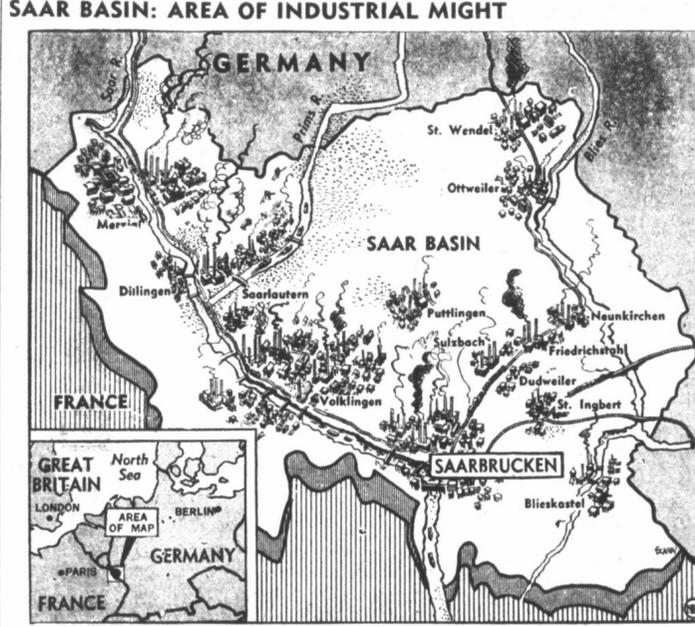 SAAR BASIN: AREA OF INDUSTRIAL MIGHT
GERMANY
Saar R.
Prims R.
St. Wendel
Blies R.
Ottweiler
Merzig
SAAR BASIN
Dillingen
Saarlautern
Puttlingen
Neunkirchen
Sulzbach
Friedrichstahl
Dudweiler
FRANCE
Volklingen
St. Ingbert
SAARBRUCKEN
Blieskastel
GREAT
BRITAIN
North
Sea
LONDON
BERLIN
AREA
OF MAP
GERMANY
PARIS
FRANCE